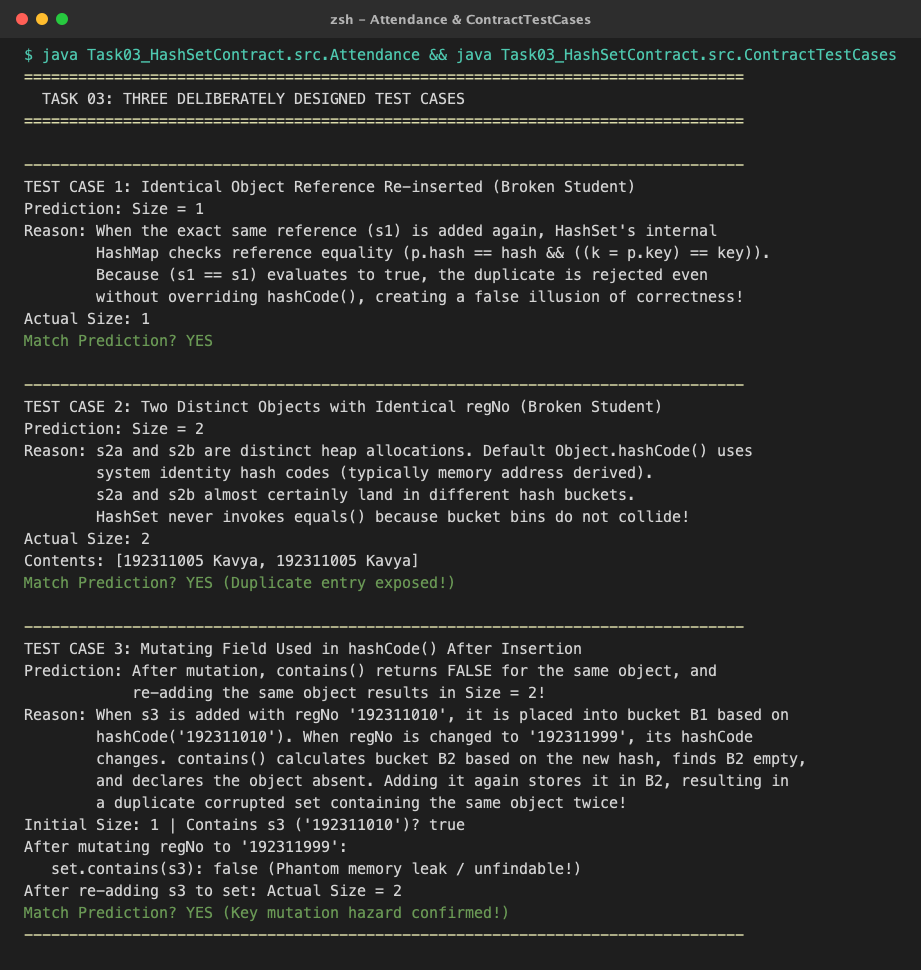 zsh – Attendance & ContractTestCases
$ java Task03_HashSetContract.src.Attendance && java Task03_HashSetContract.src.ContractTestCases
================================================================================
  TASK 03: THREE DELIBERATELY DESIGNED TEST CASES
================================================================================
--------------------------------------------------------------------------------
TEST CASE 1: Identical Object Reference Re-inserted (Broken Student)
Prediction: Size = 1
Reason: When the exact same reference (s1) is added again, HashSet's internal
        HashMap checks reference equality (p.hash == hash && ((k = p.key) == key)).
        Because (s1 == s1) evaluates to true, the duplicate is rejected even
        without overriding hashCode(), creating a false illusion of correctness!
Actual Size: 1
Match Prediction? YES
--------------------------------------------------------------------------------
TEST CASE 2: Two Distinct Objects with Identical regNo (Broken Student)
Prediction: Size = 2
Reason: s2a and s2b are distinct heap allocations. Default Object.hashCode() uses
        system identity hash codes (typically memory address derived).
        s2a and s2b almost certainly land in different hash buckets.
        HashSet never invokes equals() because bucket bins do not collide!
Actual Size: 2
Contents: [192311005 Kavya, 192311005 Kavya]
Match Prediction? YES (Duplicate entry exposed!)
--------------------------------------------------------------------------------
TEST CASE 3: Mutating Field Used in hashCode() After Insertion
Prediction: After mutation, contains() returns FALSE for the same object, and
            re-adding the same object results in Size = 2!
Reason: When s3 is added with regNo '192311010', it is placed into bucket B1 based on
        hashCode('192311010'). When regNo is changed to '192311999', its hashCode
        changes. contains() calculates bucket B2 based on the new hash, finds B2 empty,
        and declares the object absent. Adding it again stores it in B2, resulting in
        a duplicate corrupted set containing the same object twice!
Initial Size: 1 | Contains s3 ('192311010')? true
After mutating regNo to '192311999':
   set.contains(s3): false (Phantom memory leak / unfindable!)
After re-adding s3 to set: Actual Size = 2
Match Prediction? YES (Key mutation hazard confirmed!)
--------------------------------------------------------------------------------